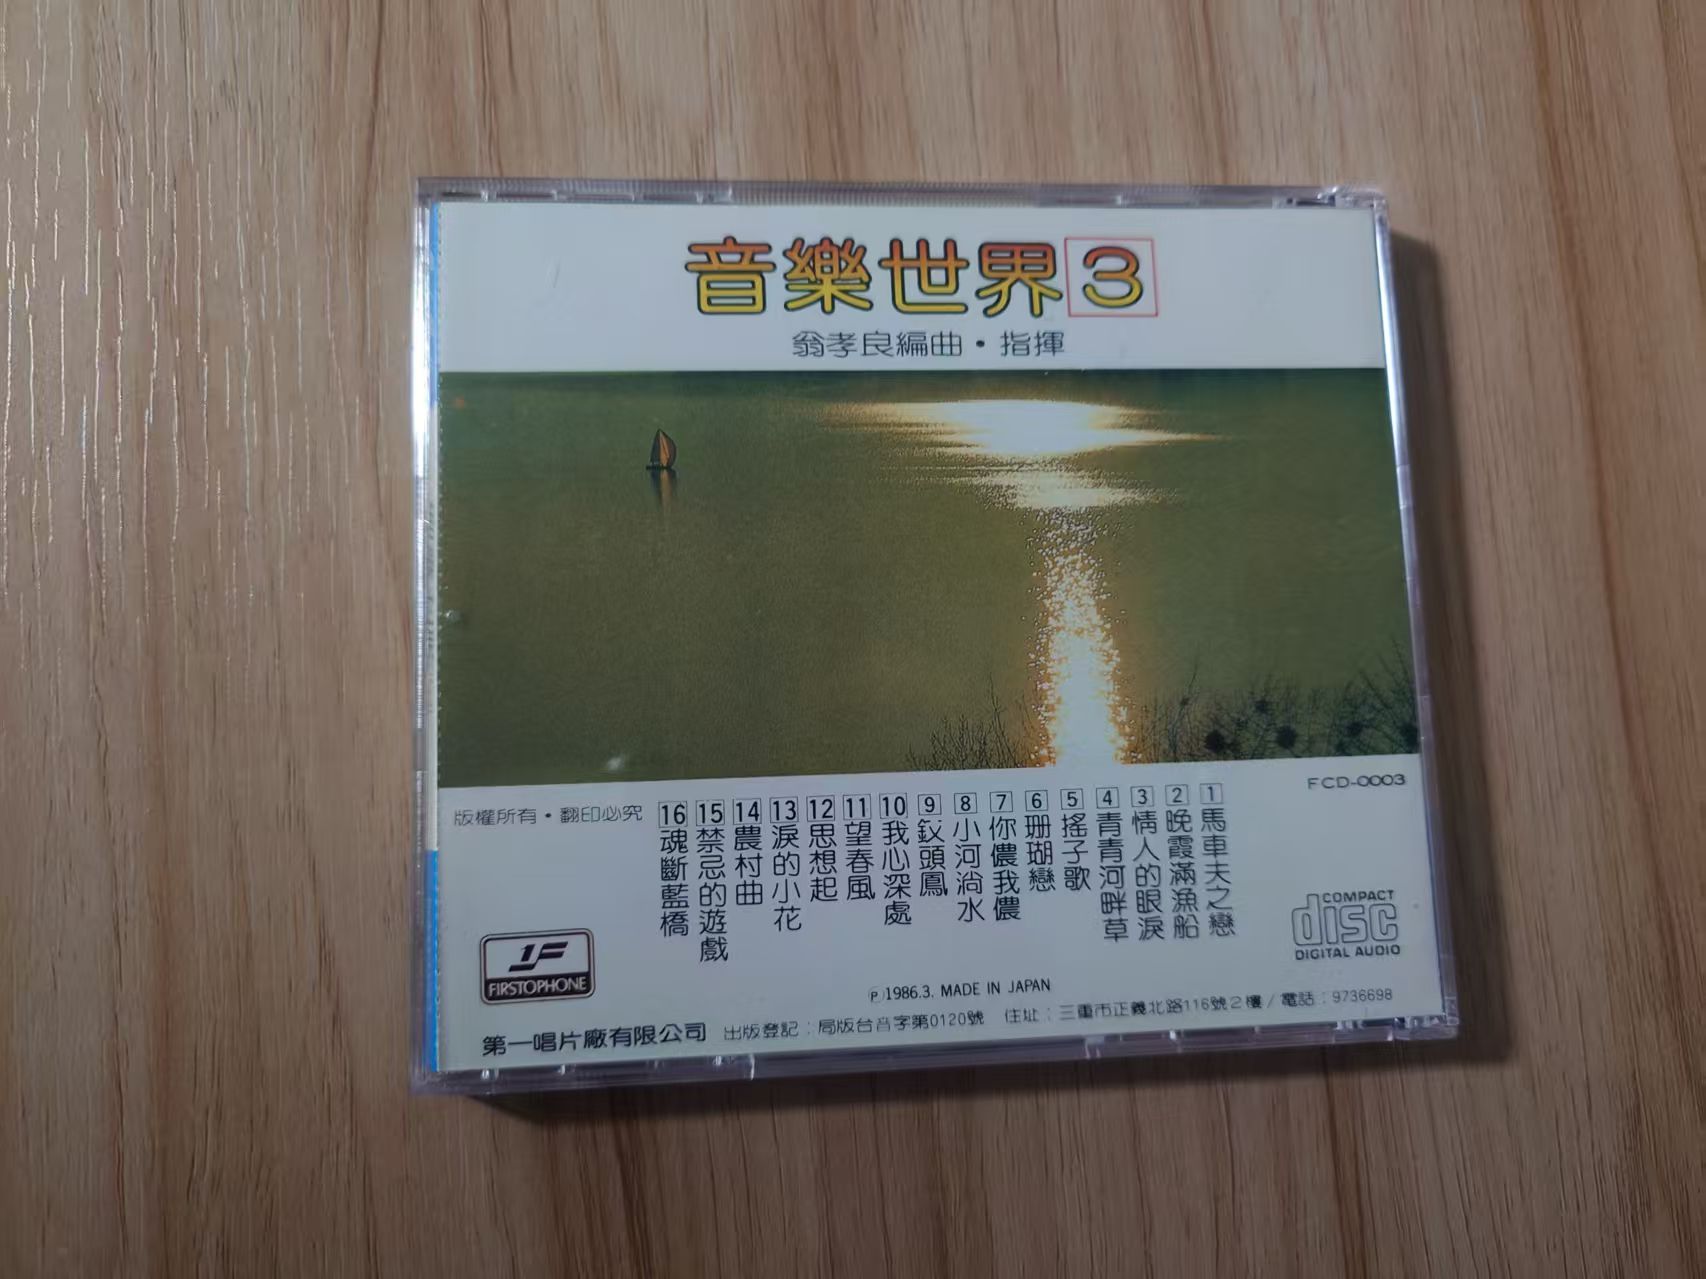 音樂世界3
翁孝良編曲・指揮
FCD-0003
1 馬車夫之戀
2 晚霞滿漁船
3 情人的眼淚
4 青青河畔草
5 搖子歌
6 珊瑚戀
7 你儂我儂
8 小河淌水
9 釵頭鳳
10 我心深處
11 望春風
12 思想起
13 淚的小花
14 農村曲
15 禁忌的遊戲
16 魂斷藍橋
版權所有・翻印必究
COMPACT
disc
DIGITAL AUDIO
1F
FIRSTOPHONE
Ⓟ1986.3. MADE IN JAPAN
第一唱片廠有限公司 出版登記：局版台音字第0120號 住址：三重市正義北路116號2樓/電話：9736698